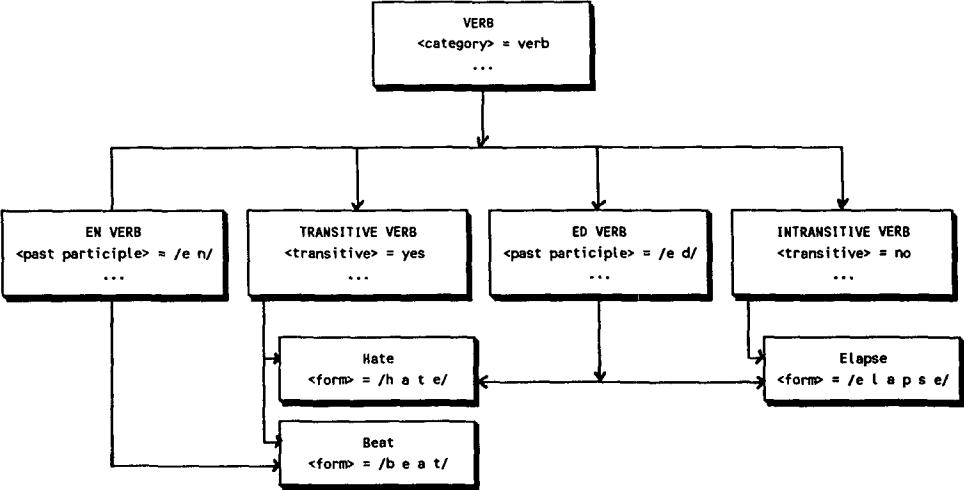 VERB
<category> = verb
...
EN VERB
<past participle> = /e n/
...
TRANSITIVE VERB
<transitive> = yes
...
ED VERB
<past participle> = /e d/
...
INTRANSITIVE VERB
<transitive> = no
...
Hate
<form> = /h a t e/
Elapse
<form> = /e l a p s e/
Beat
<form> = /b e a t/